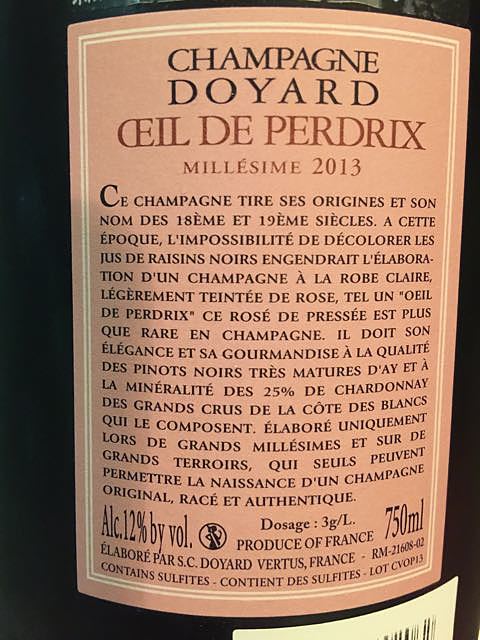 CHAMPAGNE
DOYARD
ŒIL DE PERDRIX
MILLÉSIME 2013
CE CHAMPAGNE TIRE SES ORIGINES ET SON
NOM DES 18ÈME ET 19ÈME SIÈCLES. A CETTE
ÉPOQUE, L'IMPOSSIBILITÉ DE DÉCOLORER LES
JUS DE RAISINS NOIRS ENGENDRAIT L'ÉLABORA-
TION D'UN CHAMPAGNE À LA ROBE CLAIRE,
LÉGÈREMENT TEINTÉE DE ROSE, TEL UN "OEIL
DE PERDRIX" CE ROSÉ DE PRESSÉE EST PLUS
QUE RARE EN CHAMPAGNE. IL DOIT SON
ÉLÉGANCE ET SA GOURMANDISE À LA QUALITÉ
DES PINOTS NOIRS TRÈS MATURES D'AY ET À
LA MINÉRALITÉ DES 25% DE CHARDONNAY
DES GRANDS CRUS DE LA CÔTE DES BLANCS
QUI LE COMPOSENT. ÉLABORÉ UNIQUEMENT
LORS DE GRANDS MILLÉSIMES ET SUR DE
GRANDS TERROIRS, QUI SEULS PEUVENT
PERMETTRE LA NAISSANCE D'UN CHAMPAGNE
ORIGINAL, RACÉ ET AUTHENTIQUE.
Alc.12% by vol. Dosage : 3g/L. 750ml
PRODUCE OF FRANCE
ÉLABORÉ PAR S.C. DOYARD VERTUS, FRANCE - RM-21608-02
CONTAINS SULFITES - CONTIENT DES SULFITES - LOT CVOP13